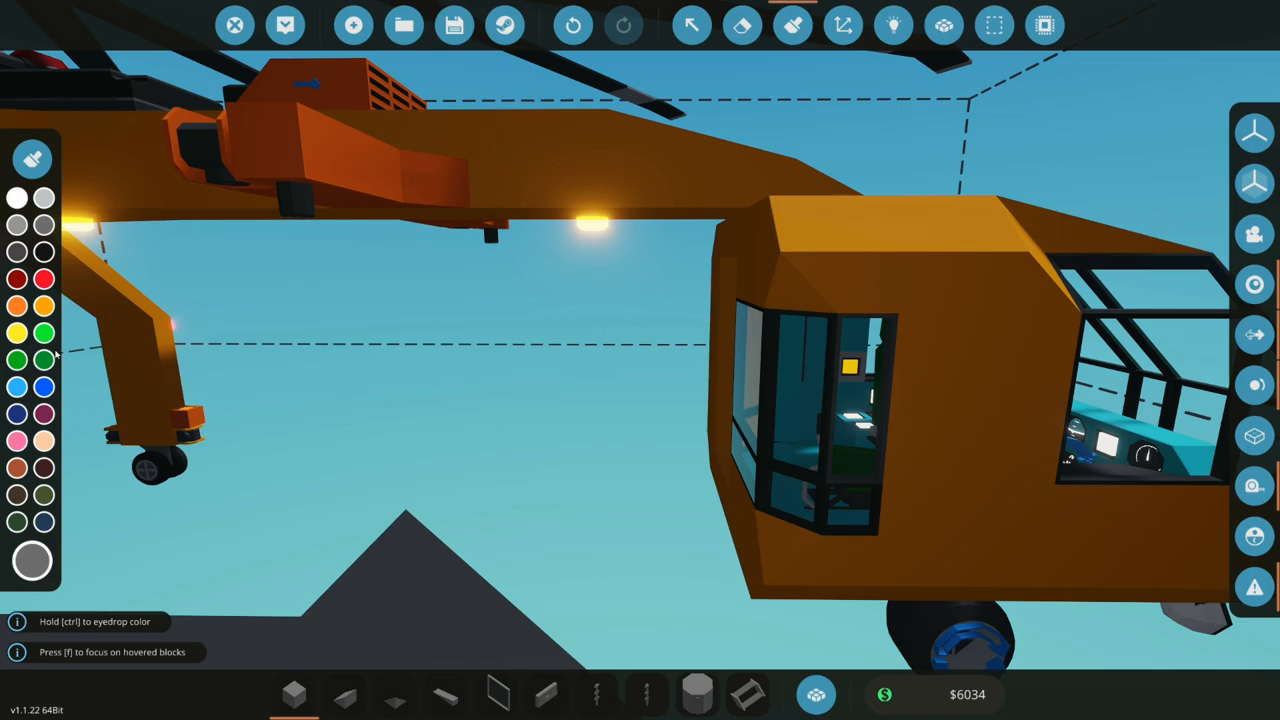 Hold [ctrl] to eyedrop color
Press [f] to focus on hovered blocks
$6034
v1.1.22 64Bit